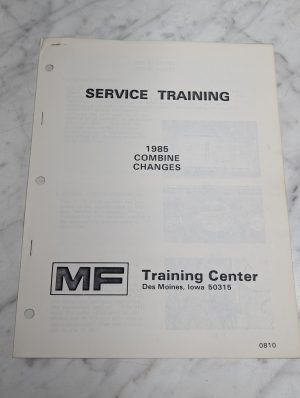 SERVICE TRAINING
1985
COMBINE
CHANGES
MF
Training Center
Des Moines, Iowa 50315
0810